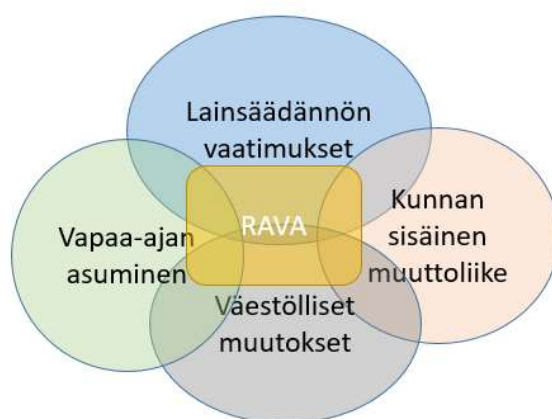 Lainsäädännön
vaatimukset
Vapaa-ajan
asuminen
RAVA
Kunnan
sisäinen
muuttoliike
Väestölliset
muutokset